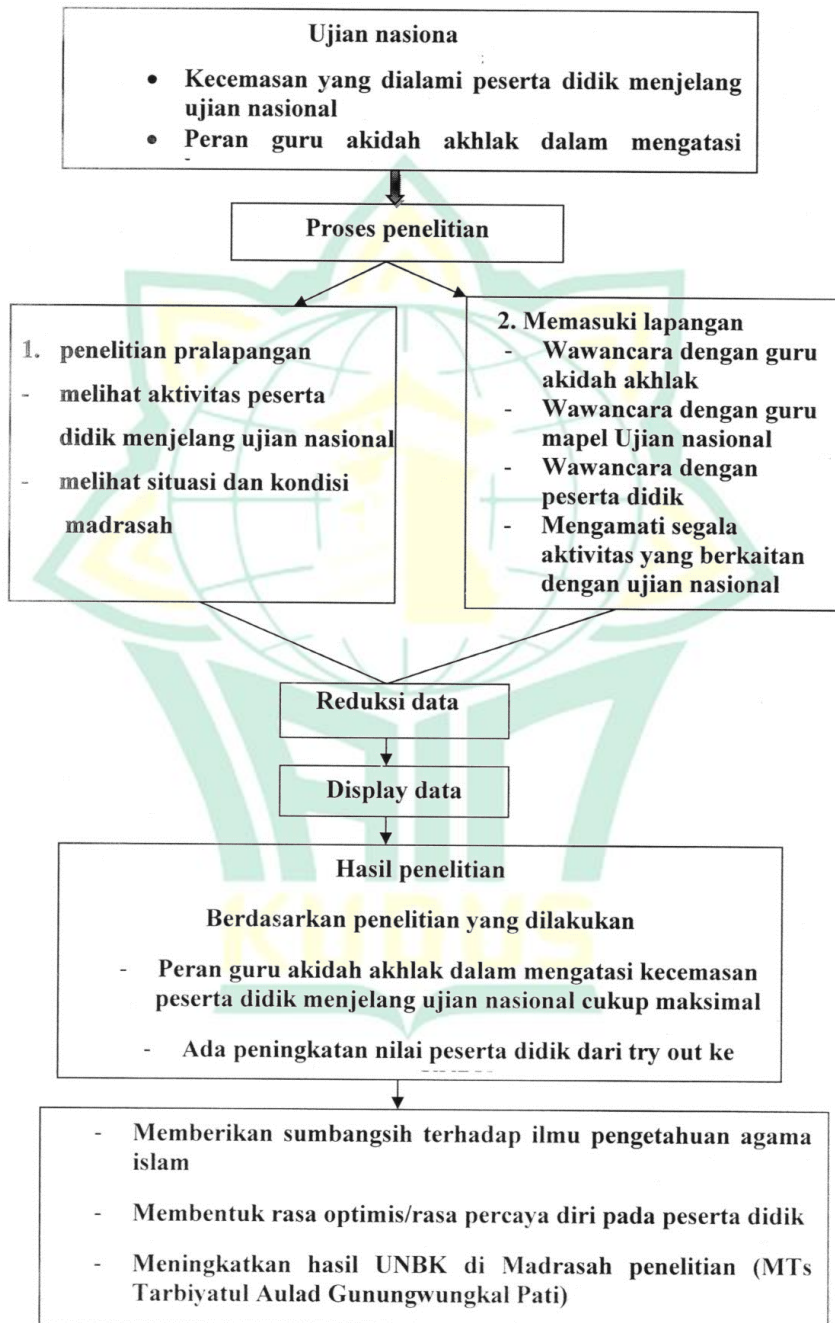 Ujian nasiona
• Kecemasan yang dialami peserta didik menjelang
ujian nasional
• Peran guru akidah akhlak dalam mengatasi
Proses penelitian
1. penelitian pralapangan
- melihat aktivitas peserta
didik menjelang ujian nasional
- melihat situasi dan kondisi
madrasah
2. Memasuki lapangan
- Wawancara dengan guru
akidah akhlak
- Wawancara dengan guru
mapel Ujian nasional
- Wawancara dengan
peserta didik
- Mengamati segala
aktivitas yang berkaitan
dengan ujian nasional
Reduksi data
Display data
Hasil penelitian
Berdasarkan penelitian yang dilakukan
- Peran guru akidah akhlak dalam mengatasi kecemasan
peserta didik menjelang ujian nasional cukup maksimal
- Ada peningkatan nilai peserta didik dari try out ke
- Memberikan sumbangsih terhadap ilmu pengetahuan agama
islam
- Membentuk rasa optimis/rasa percaya diri pada peserta didik
- Meningkatkan hasil UNBK di Madrasah penelitian (MTs
Tarbiyatul Aulad Gunungwungkal Pati)
IAIN
KUDUS